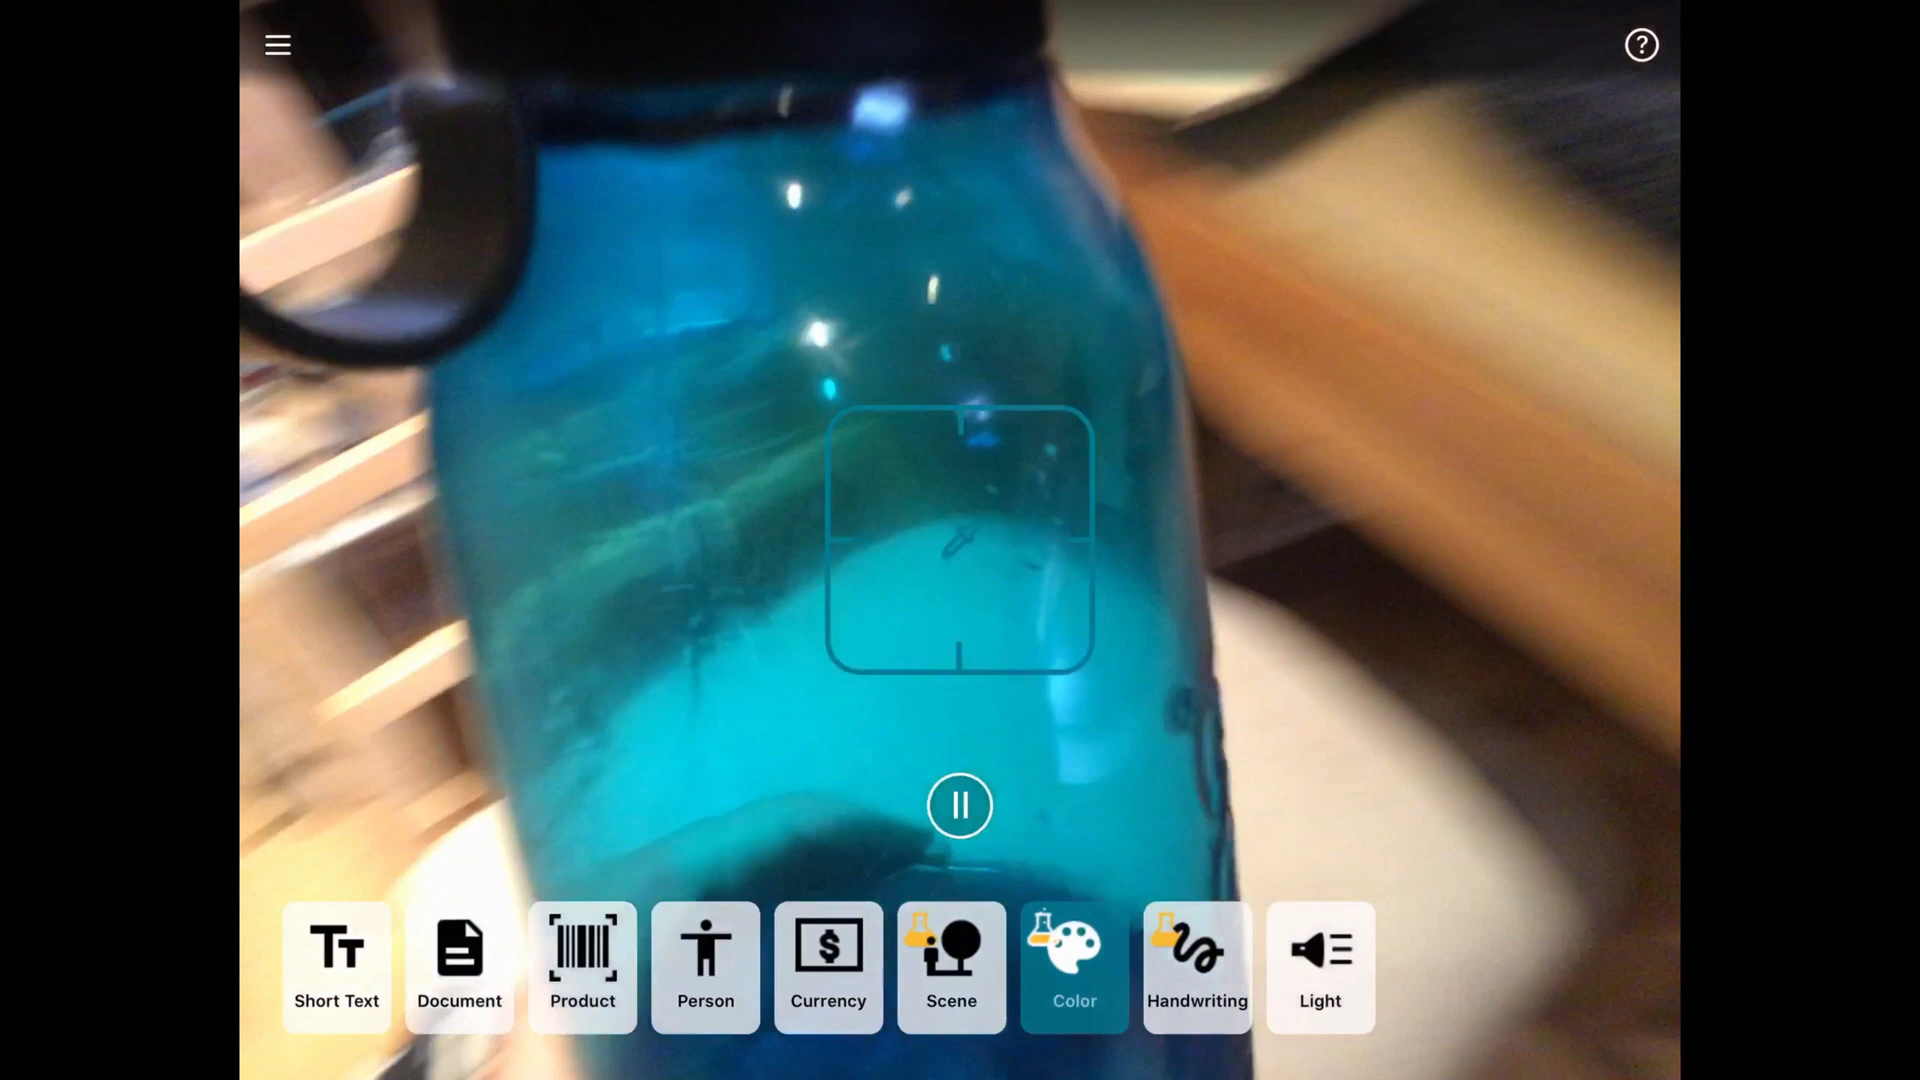 Short Text
Document
Product
Person
Currency
Scene
Color
Handwriting
Light